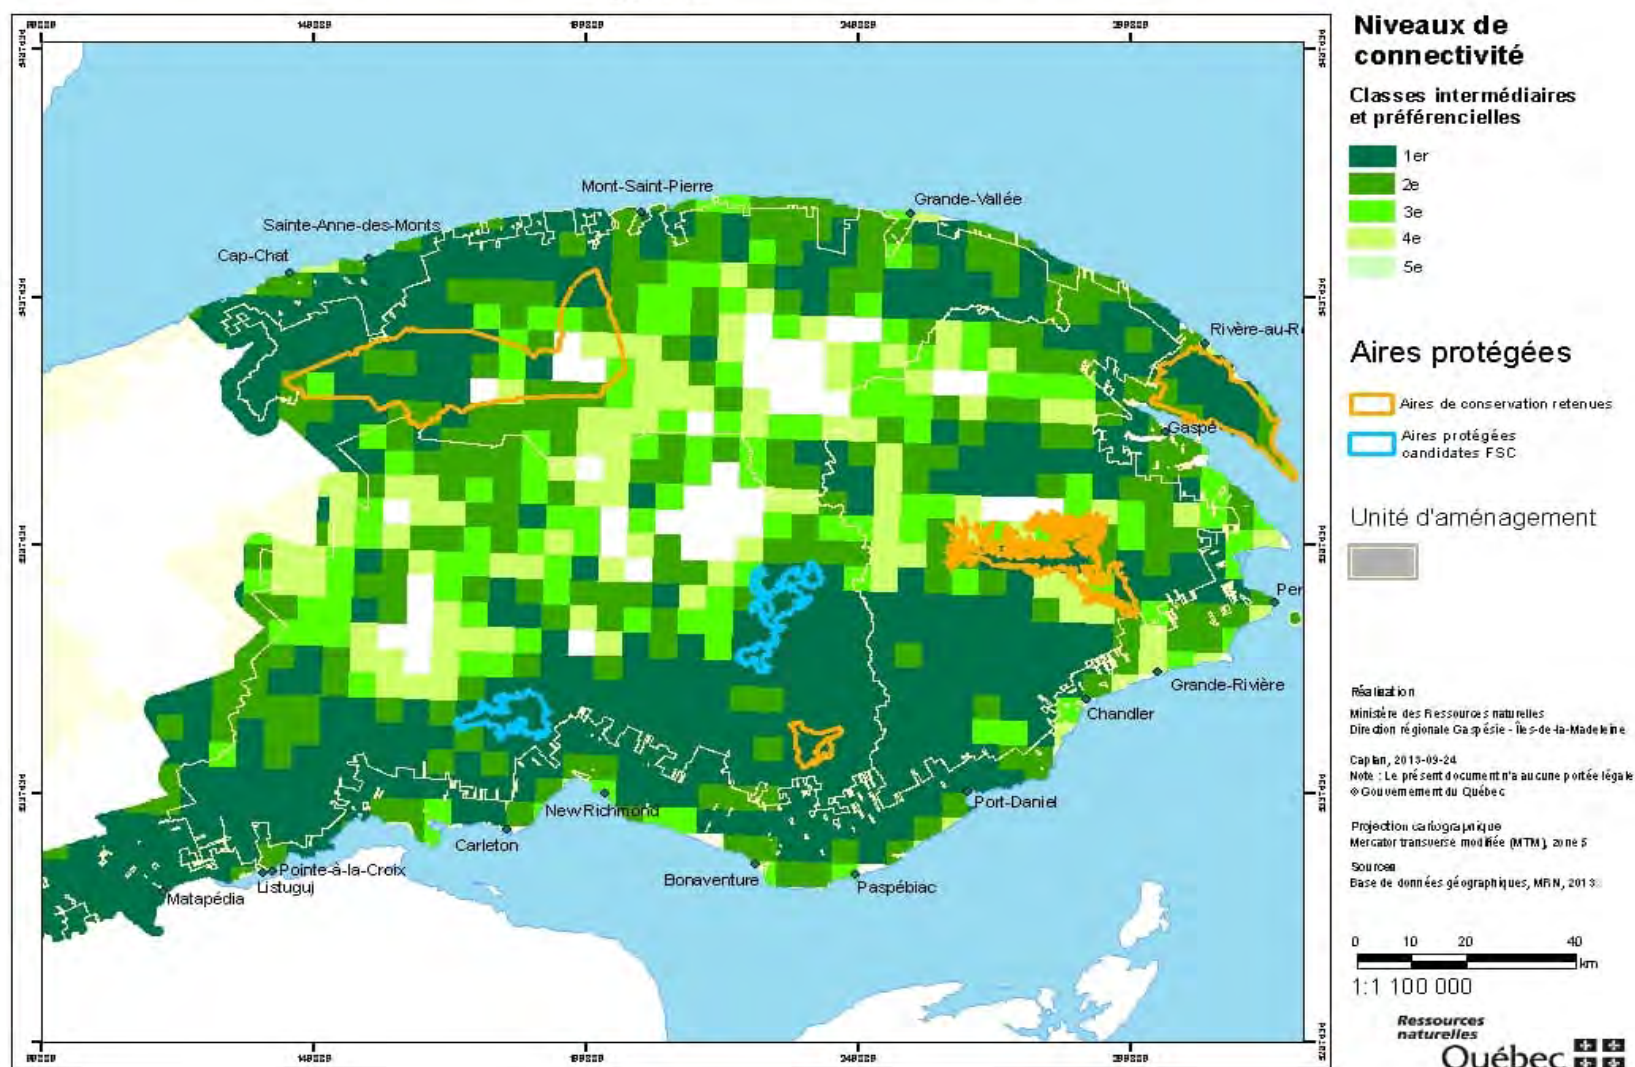 Niveaux de
connectivité
Classes intermédiaires
et préférencielles
1er
2e
3e
4e
5e
Aires protégées
Aires de conservation retenues
Aires protégées
candidates FSC
Unité d'aménagement
Réalisation
Ministère des Ressources naturelles
Direction régionale Gaspésie - Îles-de-la-Madeleine
Caplan, 2013-09-24
Note : Le présent document n'a aucune portée légale
© Gouvernement du Québec
Projection cartographique
Mercator transverse modifiée (MTM), zone 5
Sources
Base de données géographiques, MRN, 2013
0 10 20 40
km
1:1 100 000
Ressources
naturelles
Québec
Mont-Saint-Pierre
Grande-Vallée
Sainte-Anne-des-Monts
Cap-Chat
Rivère-au-R
Gaspé
Per
Grande-Rivière
Chandler
Port-Daniel
New Richmond
Carleton
Bonaventure
Paspébiac
Pointe-à-la-Croix
Listuguj
Matapédia